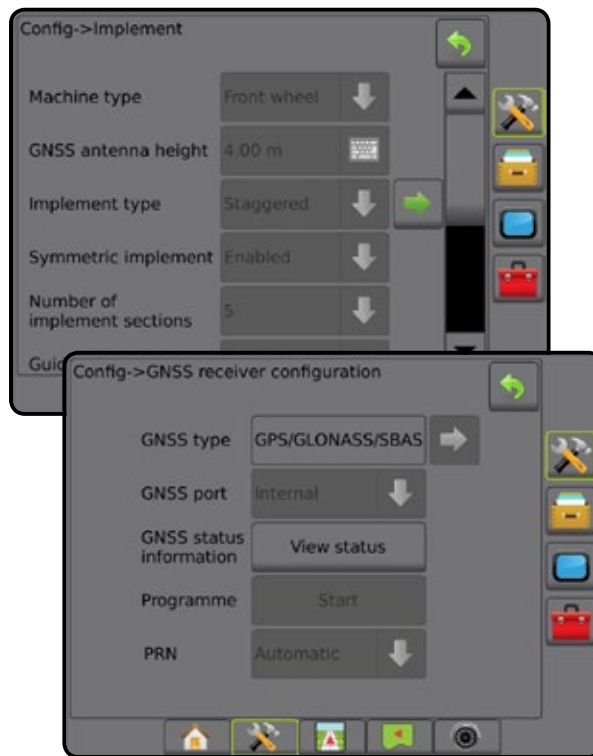 Config->Implement
Machine type Front wheel
GNSS antenna height 4.00 m
Implement type Staggered
Symmetric implement Enabled
Number of
implement sections 5
Guid
Config->GNSS receiver configuration
GNSS type GPS/GLONASS/SBAS
GNSS port Internal
GNSS status
information View status
Programme Start
PRN Automatic